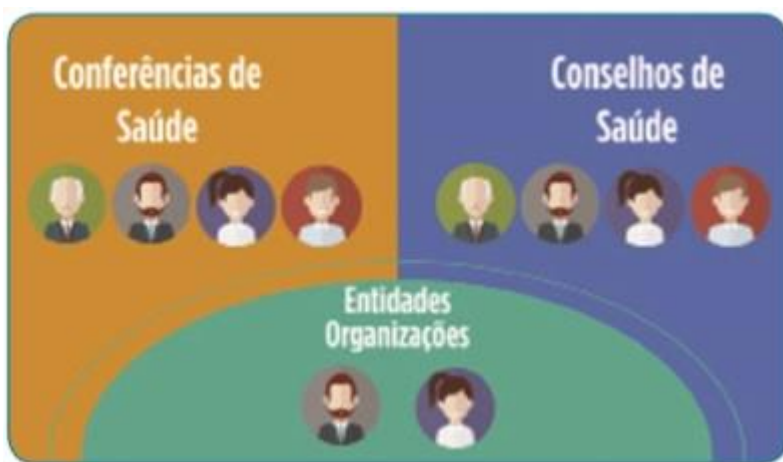 Conferências de
Saúde
Conselhos de
Saúde
Entidades
Organizações